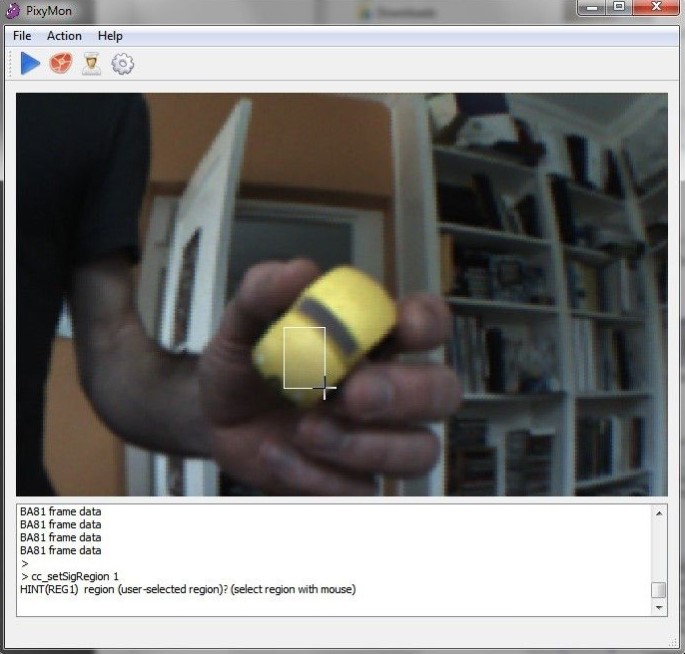 PixyMon
File Action Help
BA81 frame data
BA81 frame data
BA81 frame data
BA81 frame data
>
> cc_setSigRegion 1
HINT(REG1) region (user-selected region)? (select region with mouse)